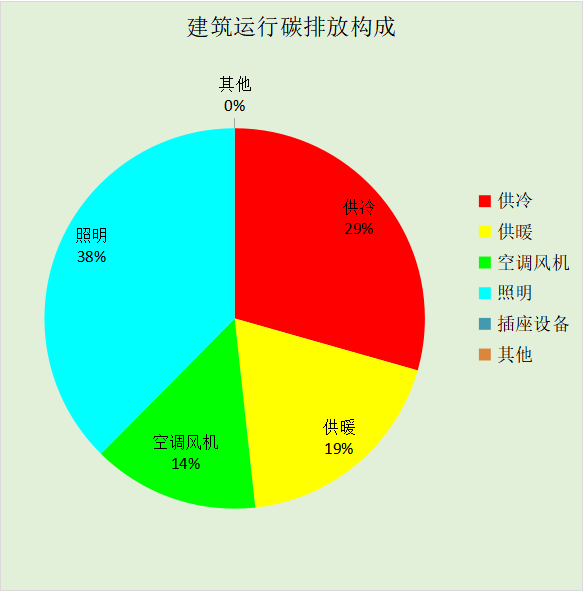 建筑运行碳排放构成
其他
0%
供冷
29%
照明
38%
供暖
19%
空调风机
14%
供冷
供暖
空调风机
照明
插座设备
其他